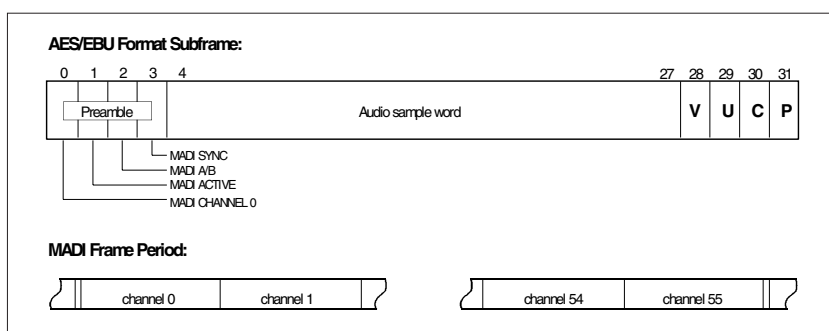 AES/EBU Format Subframe:
0 1 2 3 4 27 28 29 30 31
Preamble Audio sample word V U C P
MADI SYNC
MADI A/B
MADI ACTIVE
MADI CHANNEL 0
MADI Frame Period:
channel 0 channel 1 channel 54 channel 55